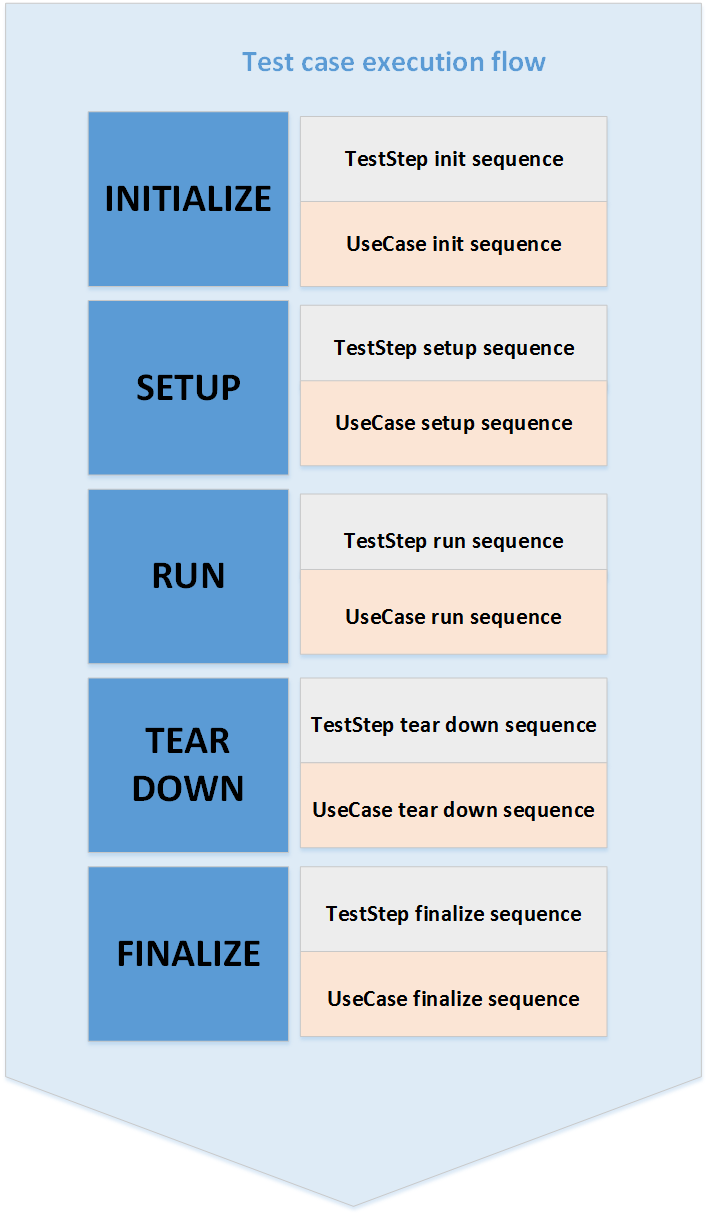 Test case execution flow
INITIALIZE
TestStep init sequence
UseCase init sequence
SETUP
TestStep setup sequence
UseCase setup sequence
RUN
TestStep run sequence
UseCase run sequence
TEAR
DOWN
TestStep tear down sequence
UseCase tear down sequence
FINALIZE
TestStep finalize sequence
UseCase finalize sequence